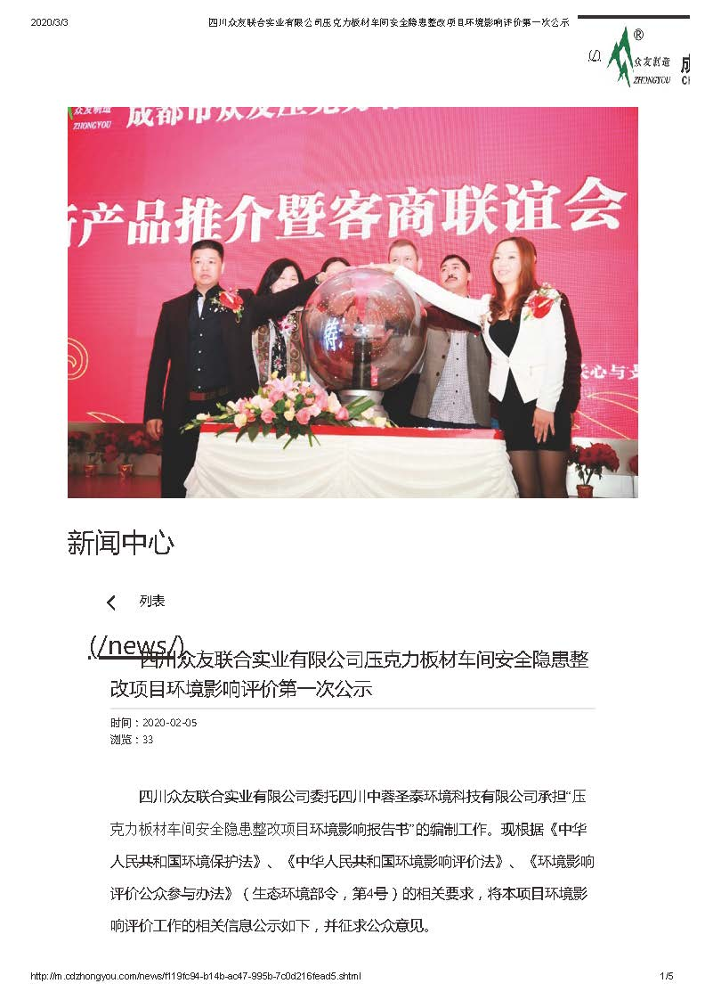 2020/3/3
四川众友联合实业有限公司压克力板材车间安全隐患整改项目环境影响评价第一次公示
(/)
®
众友制造
ZHONGYOU
成
众友制造
ZHONGYOU
产品推介暨客商联谊会
铸
心与
新闻中心
列表
(/news/)
四川众友联合实业有限公司压克力板材车间安全隐患整
改项目环境影响评价第一次公示
时间：2020-02-05
浏览：33
四川众友联合实业有限公司委托四川中蓉圣泰环境科技有限公司承担“压
克力板材车间安全隐患整改项目环境影响报告书”的编制工作。现根据《中华
人民共和国环境保护法》、《中华人民共和国环境影响评价法》、《环境影响
评价公众参与办法》（生态环境部令，第4号）的相关要求，将本项目环境影
响评价工作的相关信息公示如下，并征求公众意见。
http://m.cdzhongyou.com/news/f119fc94-b14b-ac47-995b-7c0d216fead5.shtml
1/5